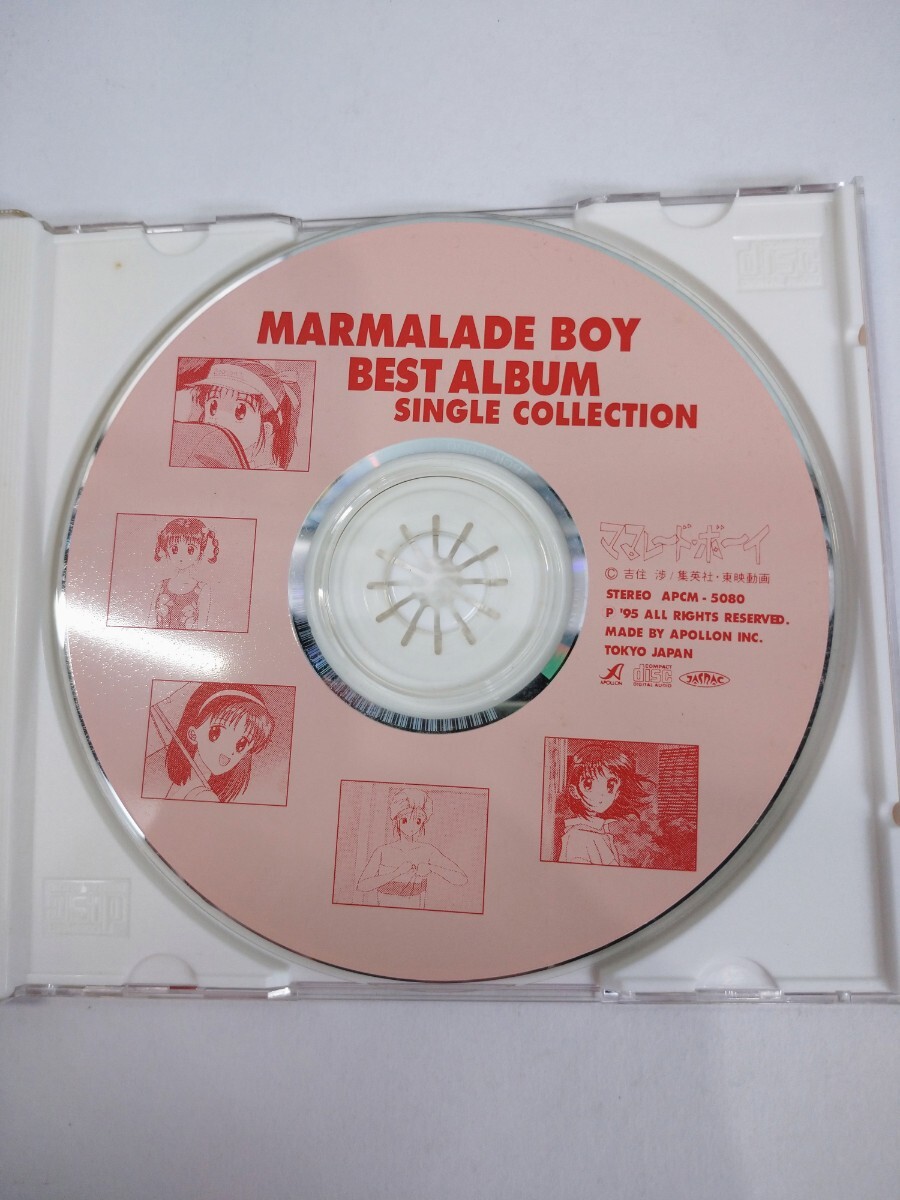 MARMALADE BOY
BEST ALBUM
SINGLE COLLECTION
ママレード・ボーイ
© 吉住 渉/集英社・東映動画
STEREO APCM - 5080
P '95 ALL RIGHTS RESERVED.
MADE BY APOLLON INC.
TOKYO JAPAN
APOLLON
COMPACT
disc
DIGITAL AUDIO
JASRAC